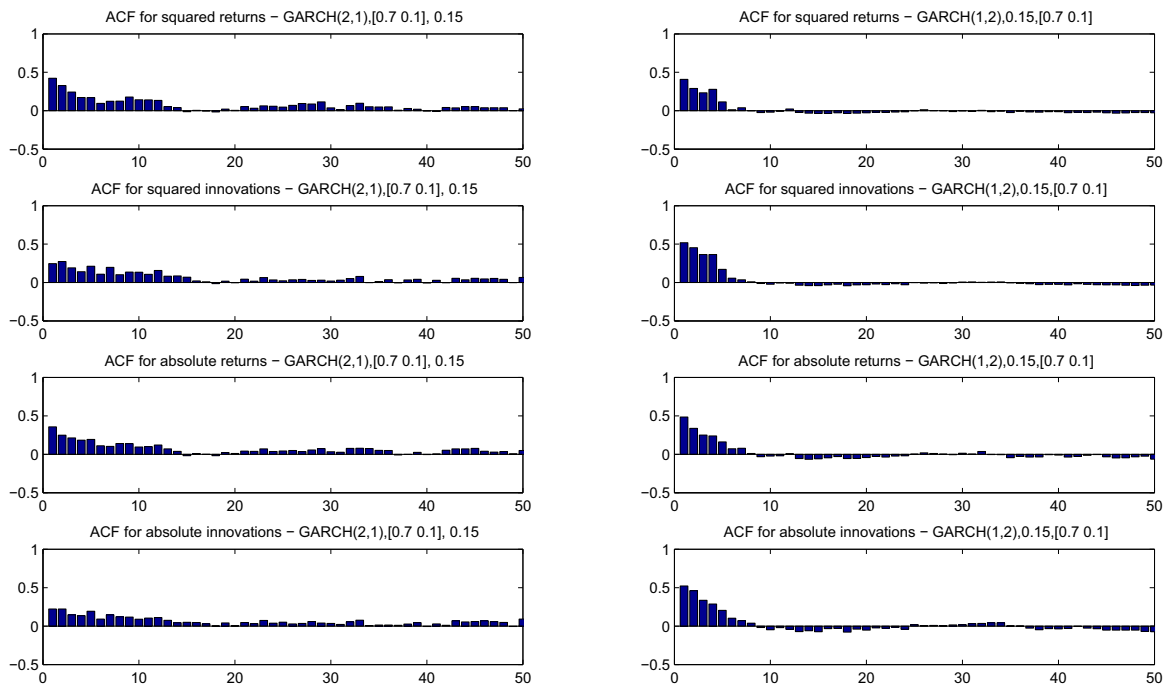 ACF for squared returns − GARCH(2,1),[0.7 0.1], 0.15
1
0.5
0
−0.5
0 10 20 30 40 50
ACF for squared innovations − GARCH(2,1),[0.7 0.1], 0.15
1
0.5
0
−0.5
0 10 20 30 40 50
ACF for absolute returns − GARCH(2,1),[0.7 0.1], 0.15
1
0.5
0
−0.5
0 10 20 30 40 50
ACF for absolute innovations − GARCH(2,1),[0.7 0.1], 0.15
1
0.5
0
−0.5
0 10 20 30 40 50
ACF for squared returns − GARCH(1,2),0.15,[0.7 0.1]
1
0.5
0
−0.5
0 10 20 30 40 50
ACF for squared innovations − GARCH(1,2),0.15,[0.7 0.1]
1
0.5
0
−0.5
0 10 20 30 40 50
ACF for absolute returns − GARCH(1,2),0.15,[0.7 0.1]
1
0.5
0
−0.5
0 10 20 30 40 50
ACF for absolute innovations − GARCH(1,2),0.15,[0.7 0.1]
1
0.5
0
−0.5
0 10 20 30 40 50